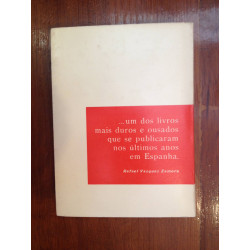 ...um dos livros
mais duros e ousados
que se publicaram
nos últimos anos
em Espanha.
Rafael Vázquez Zamora